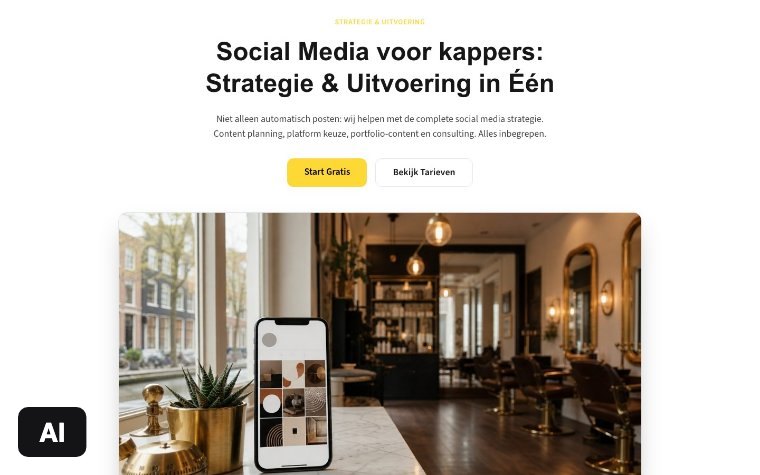 STRATEGIE & UITVOERING
Social Media voor kappers:
Strategie & Uitvoering in Één
Niet alleen automatisch posten: wij helpen met de complete social media strategie.
Content planning, platform keuze, portfolio-content en consulting. Alles inbegrepen.
Start Gratis
Bekijk Tarieven
AI